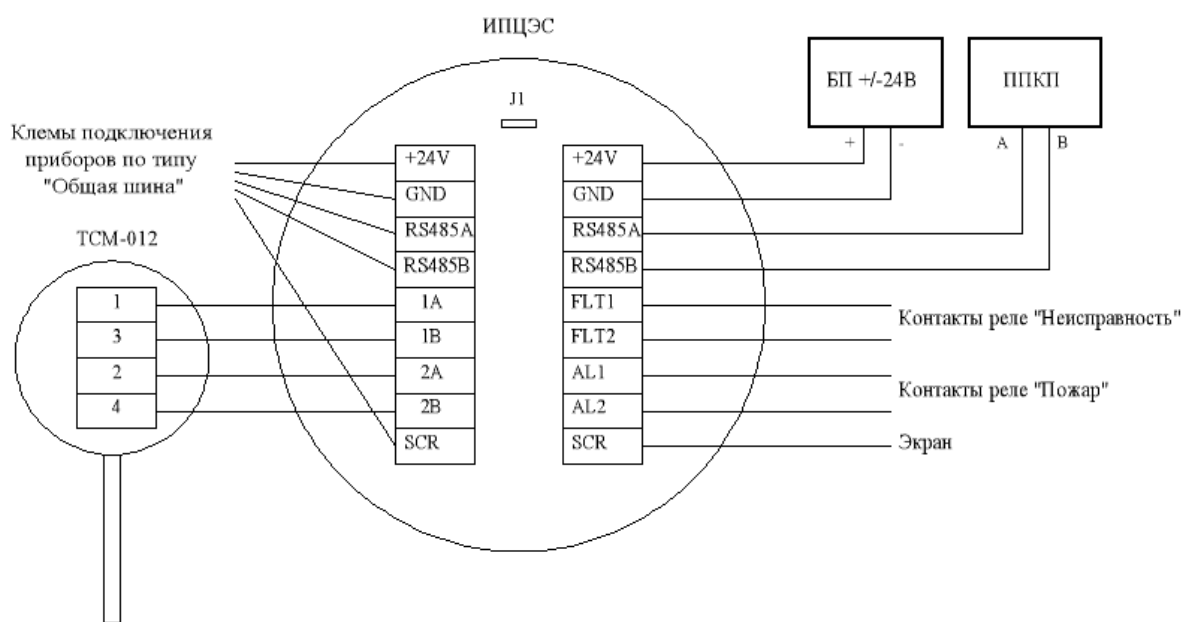 ИПЦЭС
J1
БП +/-24В
ППКП
+
-
A
B
Клемы подключения
приборов по типу
"Общая шина"
ТСМ-012
1
3
2
4
+24V
GND
RS485A
RS485B
1A
1B
2A
2B
SCR
+24V
GND
RS485A
RS485B
FLT1
FLT2
AL1
AL2
SCR
Контакты реле "Неисправность"
Контакты реле "Пожар"
Экран